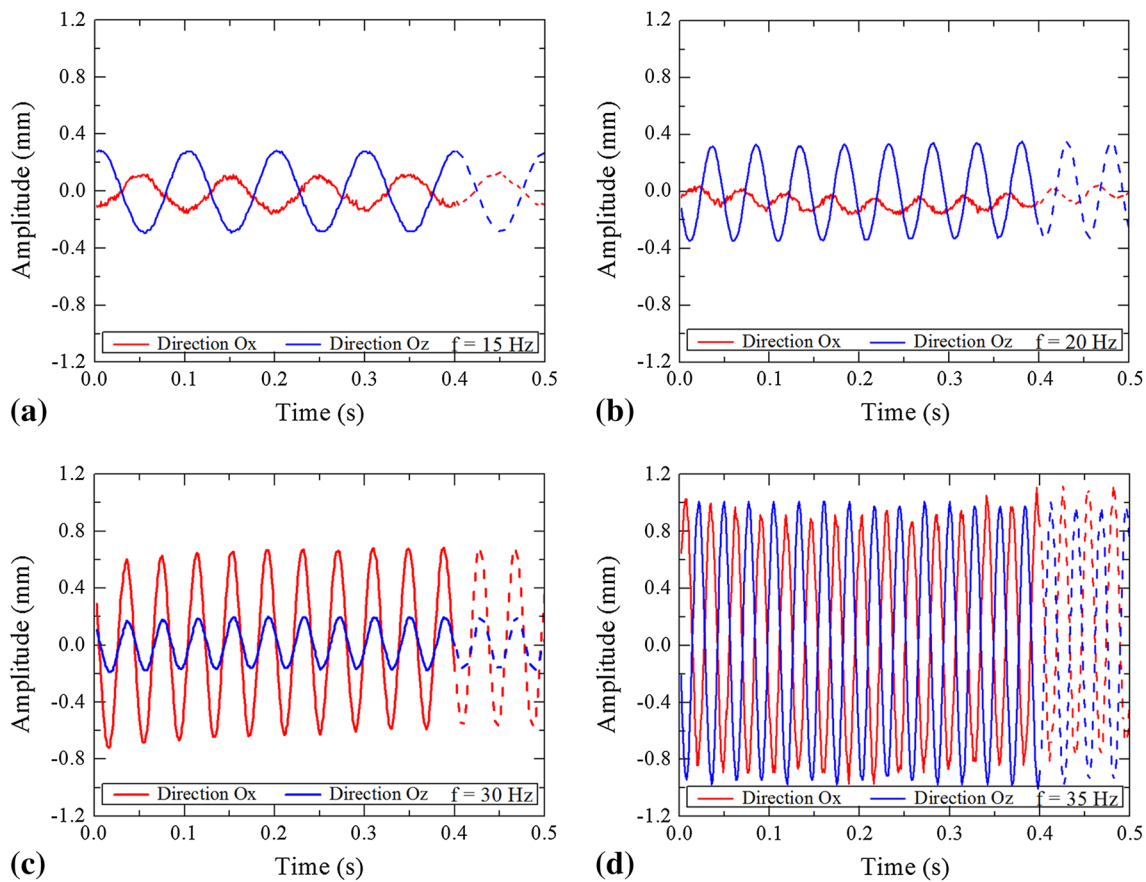 1.2
0.8
0.4
0.0
-0.4
-0.8
-1.2
Amplitude (mm)
Direction Ox Direction Oz f = 15 Hz
0.0 0.1 0.2 0.3 0.4 0.5
Time (s)
(a)
1.2
0.8
0.4
0.0
-0.4
-0.8
-1.2
Amplitude (mm)
Direction Ox Direction Oz f = 20 Hz
0.0 0.1 0.2 0.3 0.4 0.5
Time (s)
(b)
1.2
0.8
0.4
0.0
-0.4
-0.8
-1.2
Amplitude (mm)
Direction Ox Direction Oz f = 30 Hz
0.0 0.1 0.2 0.3 0.4 0.5
Time (s)
(c)
1.2
0.8
0.4
0.0
-0.4
-0.8
-1.2
Amplitude (mm)
Direction Ox Direction Oz f = 35 Hz
0.0 0.1 0.2 0.3 0.4 0.5
Time (s)
(d)